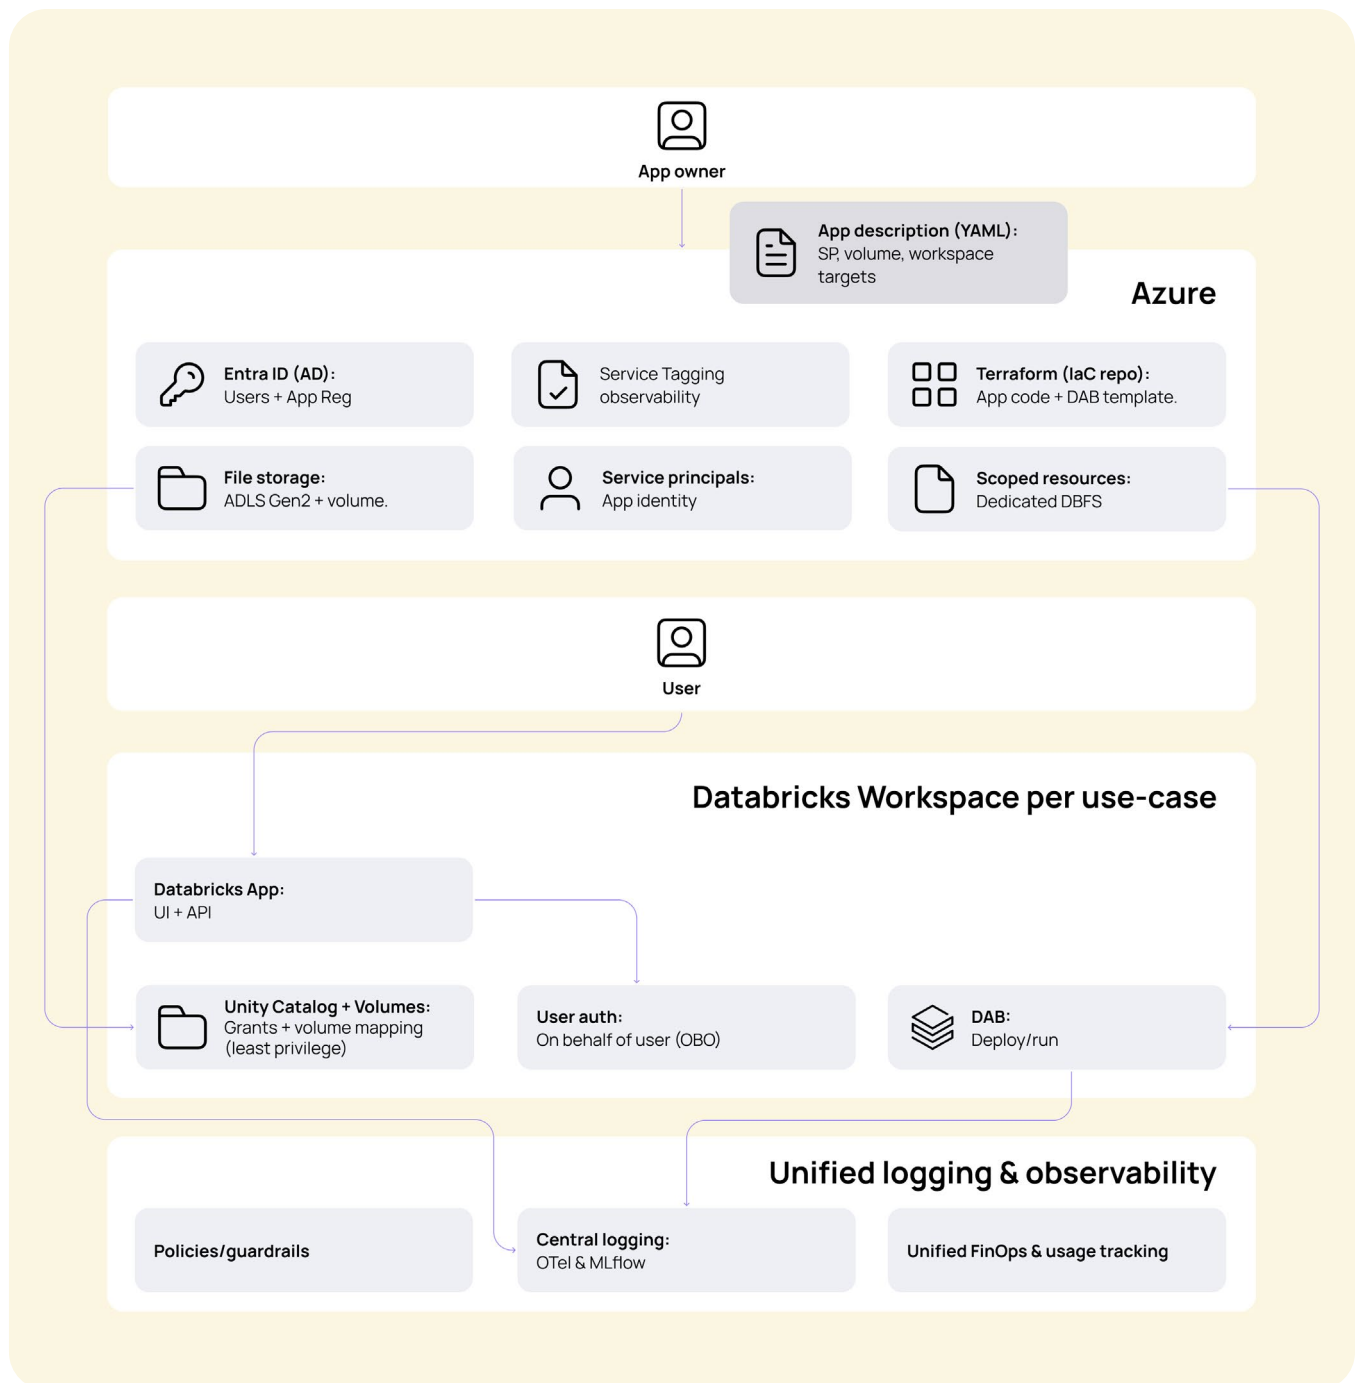 App owner
App description (YAML):
SP, volume, workspace
targets
Azure
Entra ID (AD):
Users + App Reg
Service Tagging
observability
Terraform (IaC repo):
App code + DAB template.
File storage:
ADLS Gen2 + volume.
Service principals:
App identity
Scoped resources:
Dedicated DBFS
User
Databricks Workspace per use-case
Databricks App:
UI + API
Unity Catalog + Volumes:
Grants + volume mapping
(least privilege)
User auth:
On behalf of user (OBO)
DAB:
Deploy/run
Unified logging & observability
Policies/guardrails
Central logging:
OTel & MLflow
Unified FinOps & usage tracking